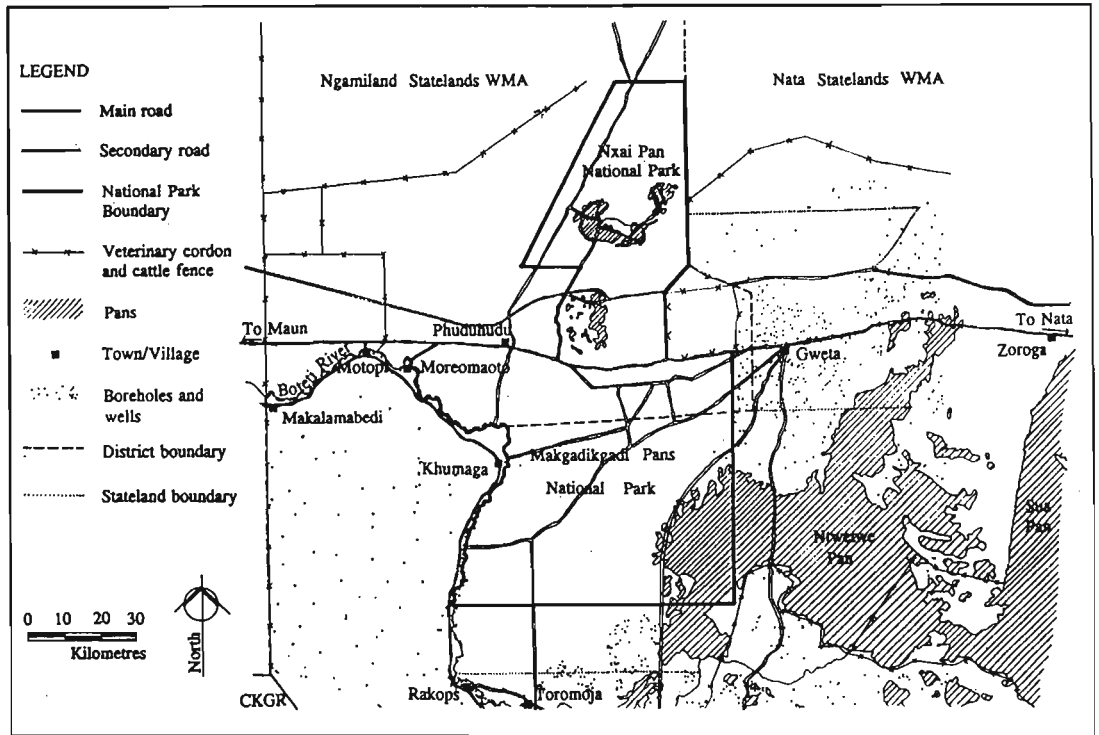 LEGEND
Main road
Secondary road
National Park
Boundary
Veterinary cordon
and cattle fence
Pans
Town/Village
Boreholes and
wells
District boundary
Stateland boundary
0 10 20 30
Kilometres
North
Ngamiland Statelands WMA
Nata Statelands WMA
Nxai Pan
National Park
To Maun
Phuduhudu
To Nata
Zoroga
Gweta
Boteti River
Motopi
Moreomaoto
Makalamabedi
Khumaga
Makgadikgadi Pans
National Park
Ntwetwe
Pan
Sua
Pan
CKGR
Rakops
Toromoja